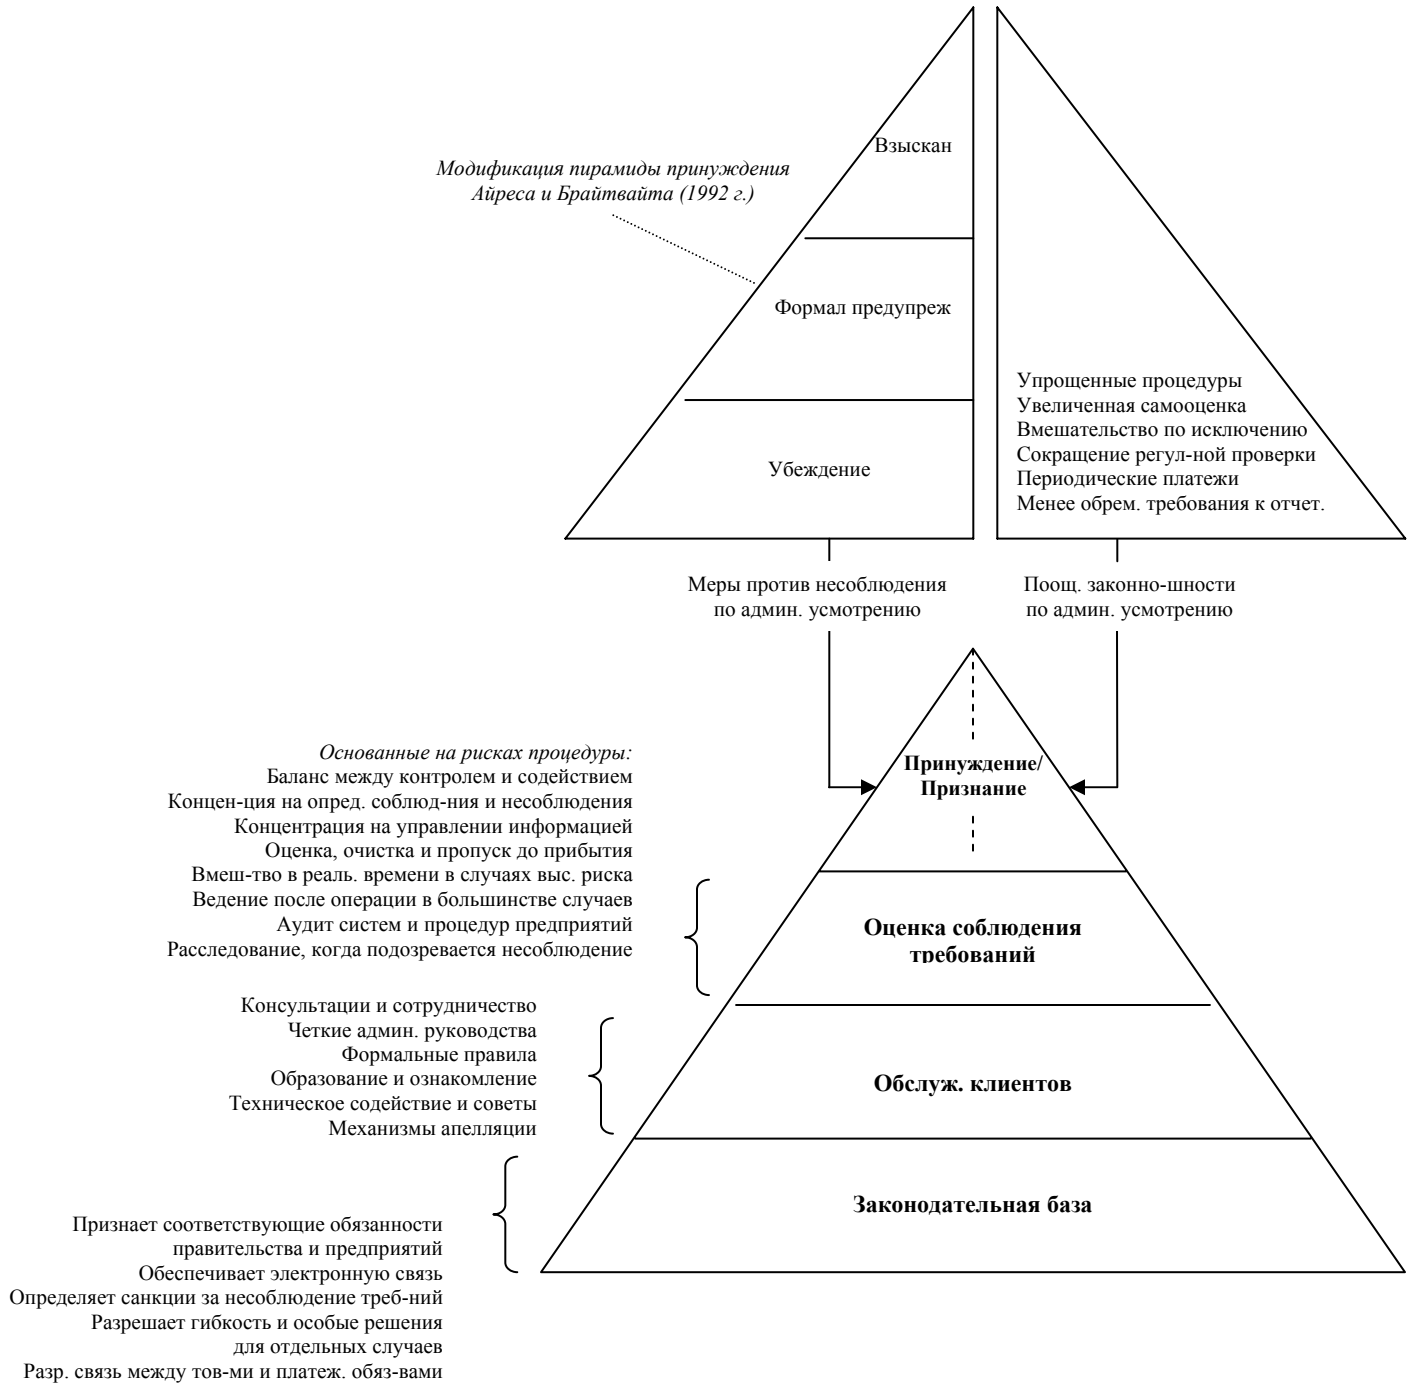 Взыскан
Модификация пирамиды принуждения
Айреса и Брайтвайта (1992 г.)
Формал предупреж
Убеждение
Упрощенные процедуры
Увеличенная самооценка
Вмешательство по исключению
Сокращение регул-ной проверки
Периодические платежи
Менее обрем. требования к отчет.
Меры против несоблюдения
по админ. усмотрению
Поощ. законно-шности
по админ. усмотрению
Принуждение/
Признание
Основанные на рисках процедуры:
Баланс между контролем и содействием
Концен-ция на опред. соблюд-ния и несоблюдения
Концентрация на управлении информацией
Оценка, очистка и пропуск до прибытия
Вмеш-тво в реаль. времени в случаях выс. риска
Ведение после операции в большинстве случаев
Аудит систем и процедур предприятий
Расследование, когда подозревается несоблюдение
Оценка соблюдения
требований
Консультации и сотрудничество
Четкие админ. руководства
Формальные правила
Образование и ознакомление
Техническое содействие и советы
Механизмы апелляции
Обслуж. клиентов
Законодательная база
Признает соответствующие обязанности
правительства и предприятий
Обеспечивает электронную связь
Определяет санкции за несоблюдение треб-ний
Разрешает гибкость и особые решения
для отдельных случаев
Разр. связь между тов-ми и платеж. обяз-вами